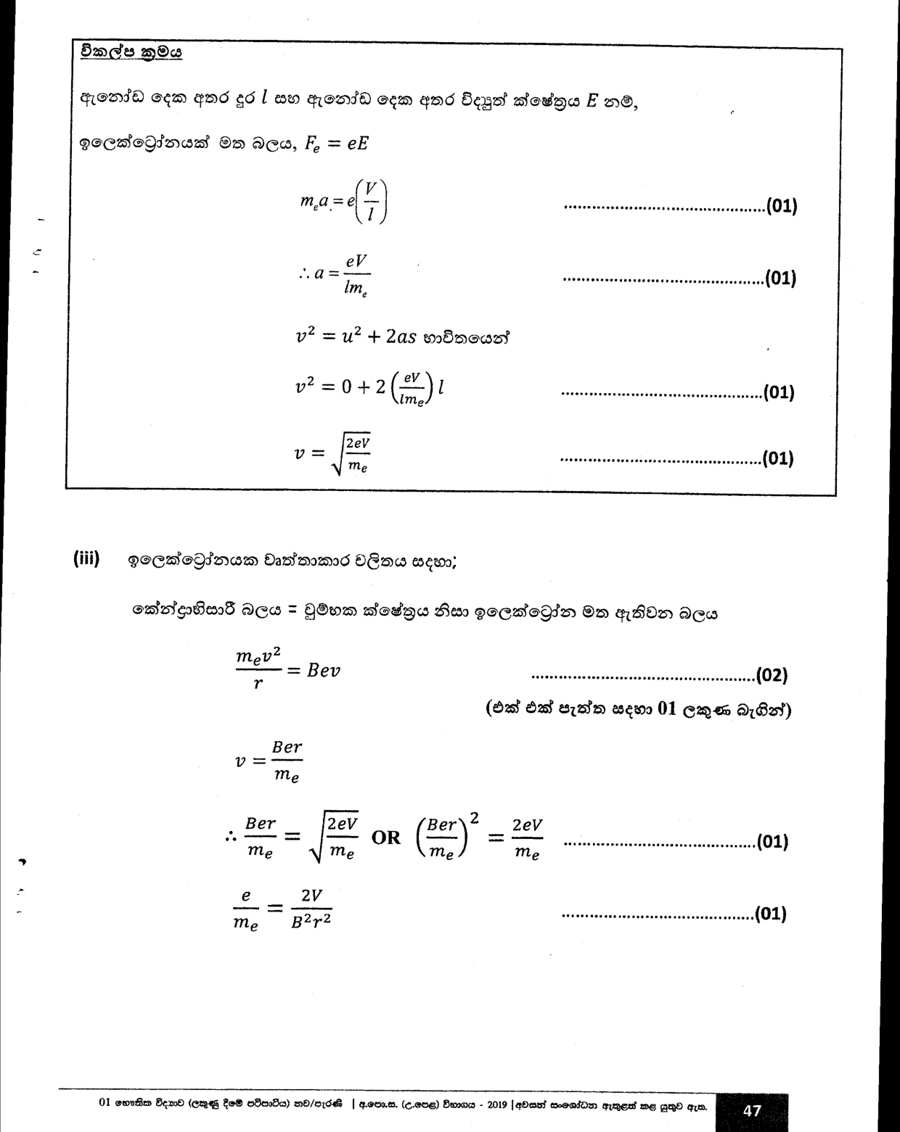 විකල්ප ක්‍රමය
ඇනෝඩ දෙක අතර දුර l සහ ඇනෝඩ දෙක අතර විද්‍යුත් ක්ෂේත්‍රය E නම්,
ඉලෙක්ට්‍රෝනයක් මත බලය, Fₑ = eE
mₑa = e(V/l) ............................................(01)
∴ a = eV/lmₑ ............................................(01)
v² = u² + 2as භාවිතයෙන්
v² = 0 + 2(eV/lmₑ) l ............................................(01)
v = √(2eV/mₑ) ............................................(01)
(iii) ඉලෙක්ට්‍රෝනයක වෘත්තාකාර චලිතය සඳහා;
කේන්ද්‍රාභිසාරී බලය = චුම්භක ක්ෂේත්‍රය නිසා ඉලෙක්ට්‍රෝන මත ඇතිවන බලය
mₑv²/r = Bev ................................................(02)
(එක් එක් පැත්ත සඳහා 01 ලකුණ බැගින්)
v = Ber/mₑ
∴ Ber/mₑ = √(2eV/mₑ) OR (Ber/mₑ)² = 2eV/mₑ .........................................(01)
e/mₑ = 2V/B²r² .........................................(01)
01 භෞතික විද්‍යාව (ලකුණු දීමේ පටිපාටිය) නව/පැරණි | අ.පො.ස. (උ.පෙළ) විභාගය - 2019 | අවසන් සංශෝධන ඇතුළත් කළ යුතුව ඇත.
47